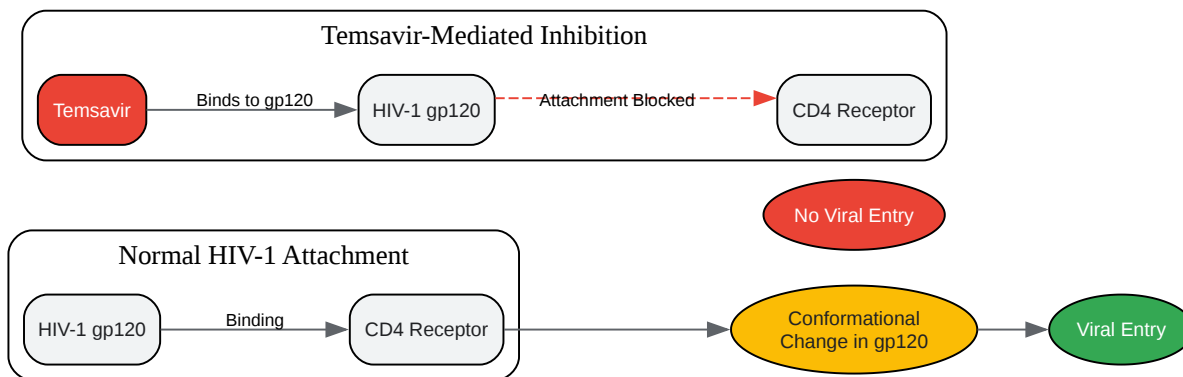 Temsavir-Mediated Inhibition
Temsavir
Binds to gp120
HIV-1 gp120
Attachment Blocked
CD4 Receptor
No Viral Entry
Normal HIV-1 Attachment
HIV-1 gp120
Binding
CD4 Receptor
Conformational
Change in gp120
Viral Entry